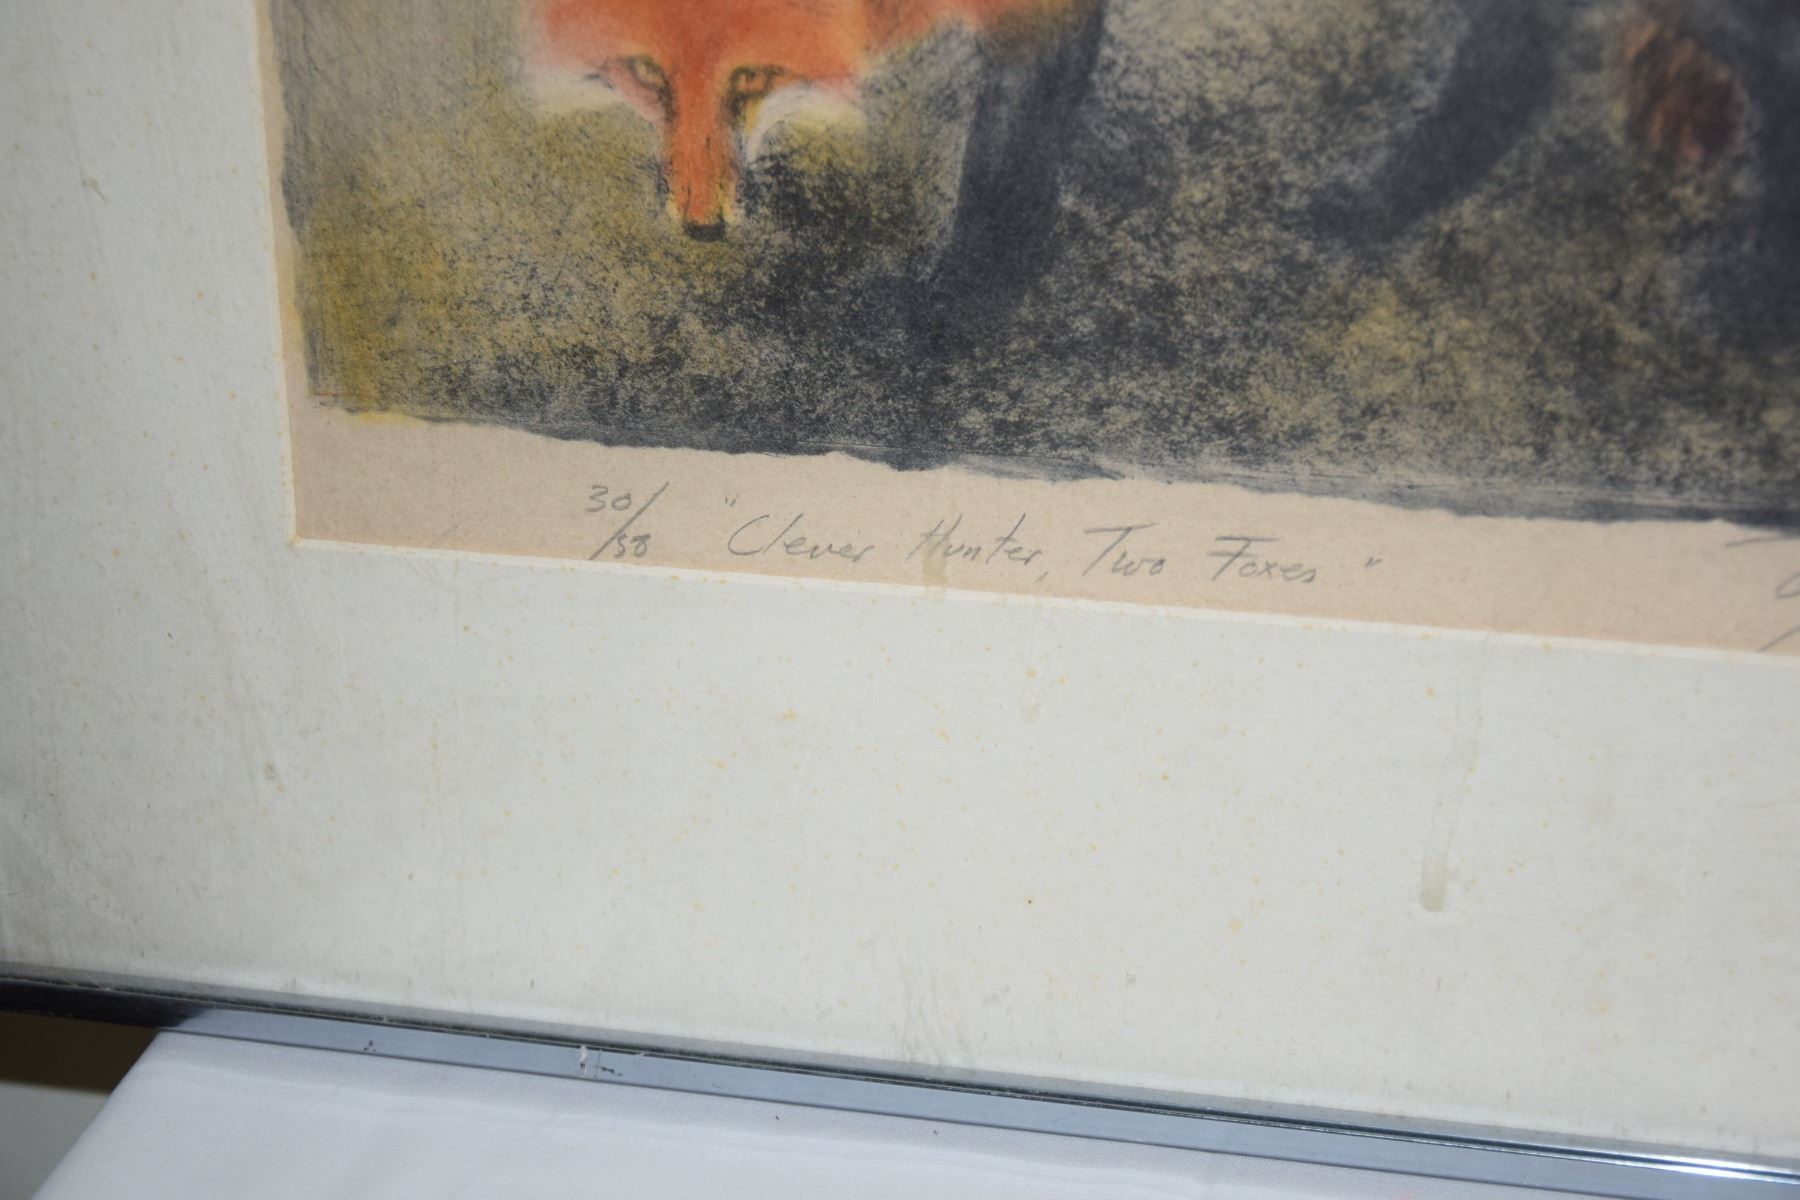 30/50 "Clever Hunter, Two Foxes"